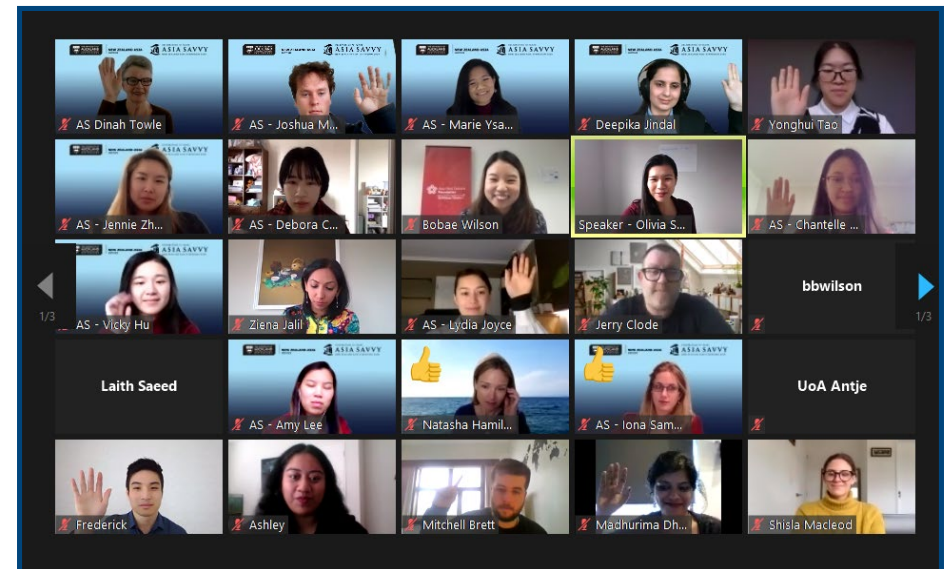 ASIA SAVVY
ASIA SAVVY
ASIA SAVVY
ASIA SAVVY
AS Dinah Towle
AS - Joshua M...
AS - Marie Ysa...
Deepika Jindal
Yonghui Tao
ASIA SAVVY
AS - Jennie Zh...
AS - Debora C...
Bobae Wilson
Speaker - Olivia S...
AS - Chantelle ...
ASIA SAVVY
bbwilson
1/3
AS - Vicky Hu
Ziena Jalil
AS - Lydia Joyce
Jerry Clode
1/3
ASIA SAVVY
ASIA SAVVY
Laith Saeed
UoA Antje
AS - Amy Lee
Natasha Hamil...
AS - Iona Sam...
Frederick
Ashley
Mitchell Brett
Madhurima Dh...
Shisla Macleod